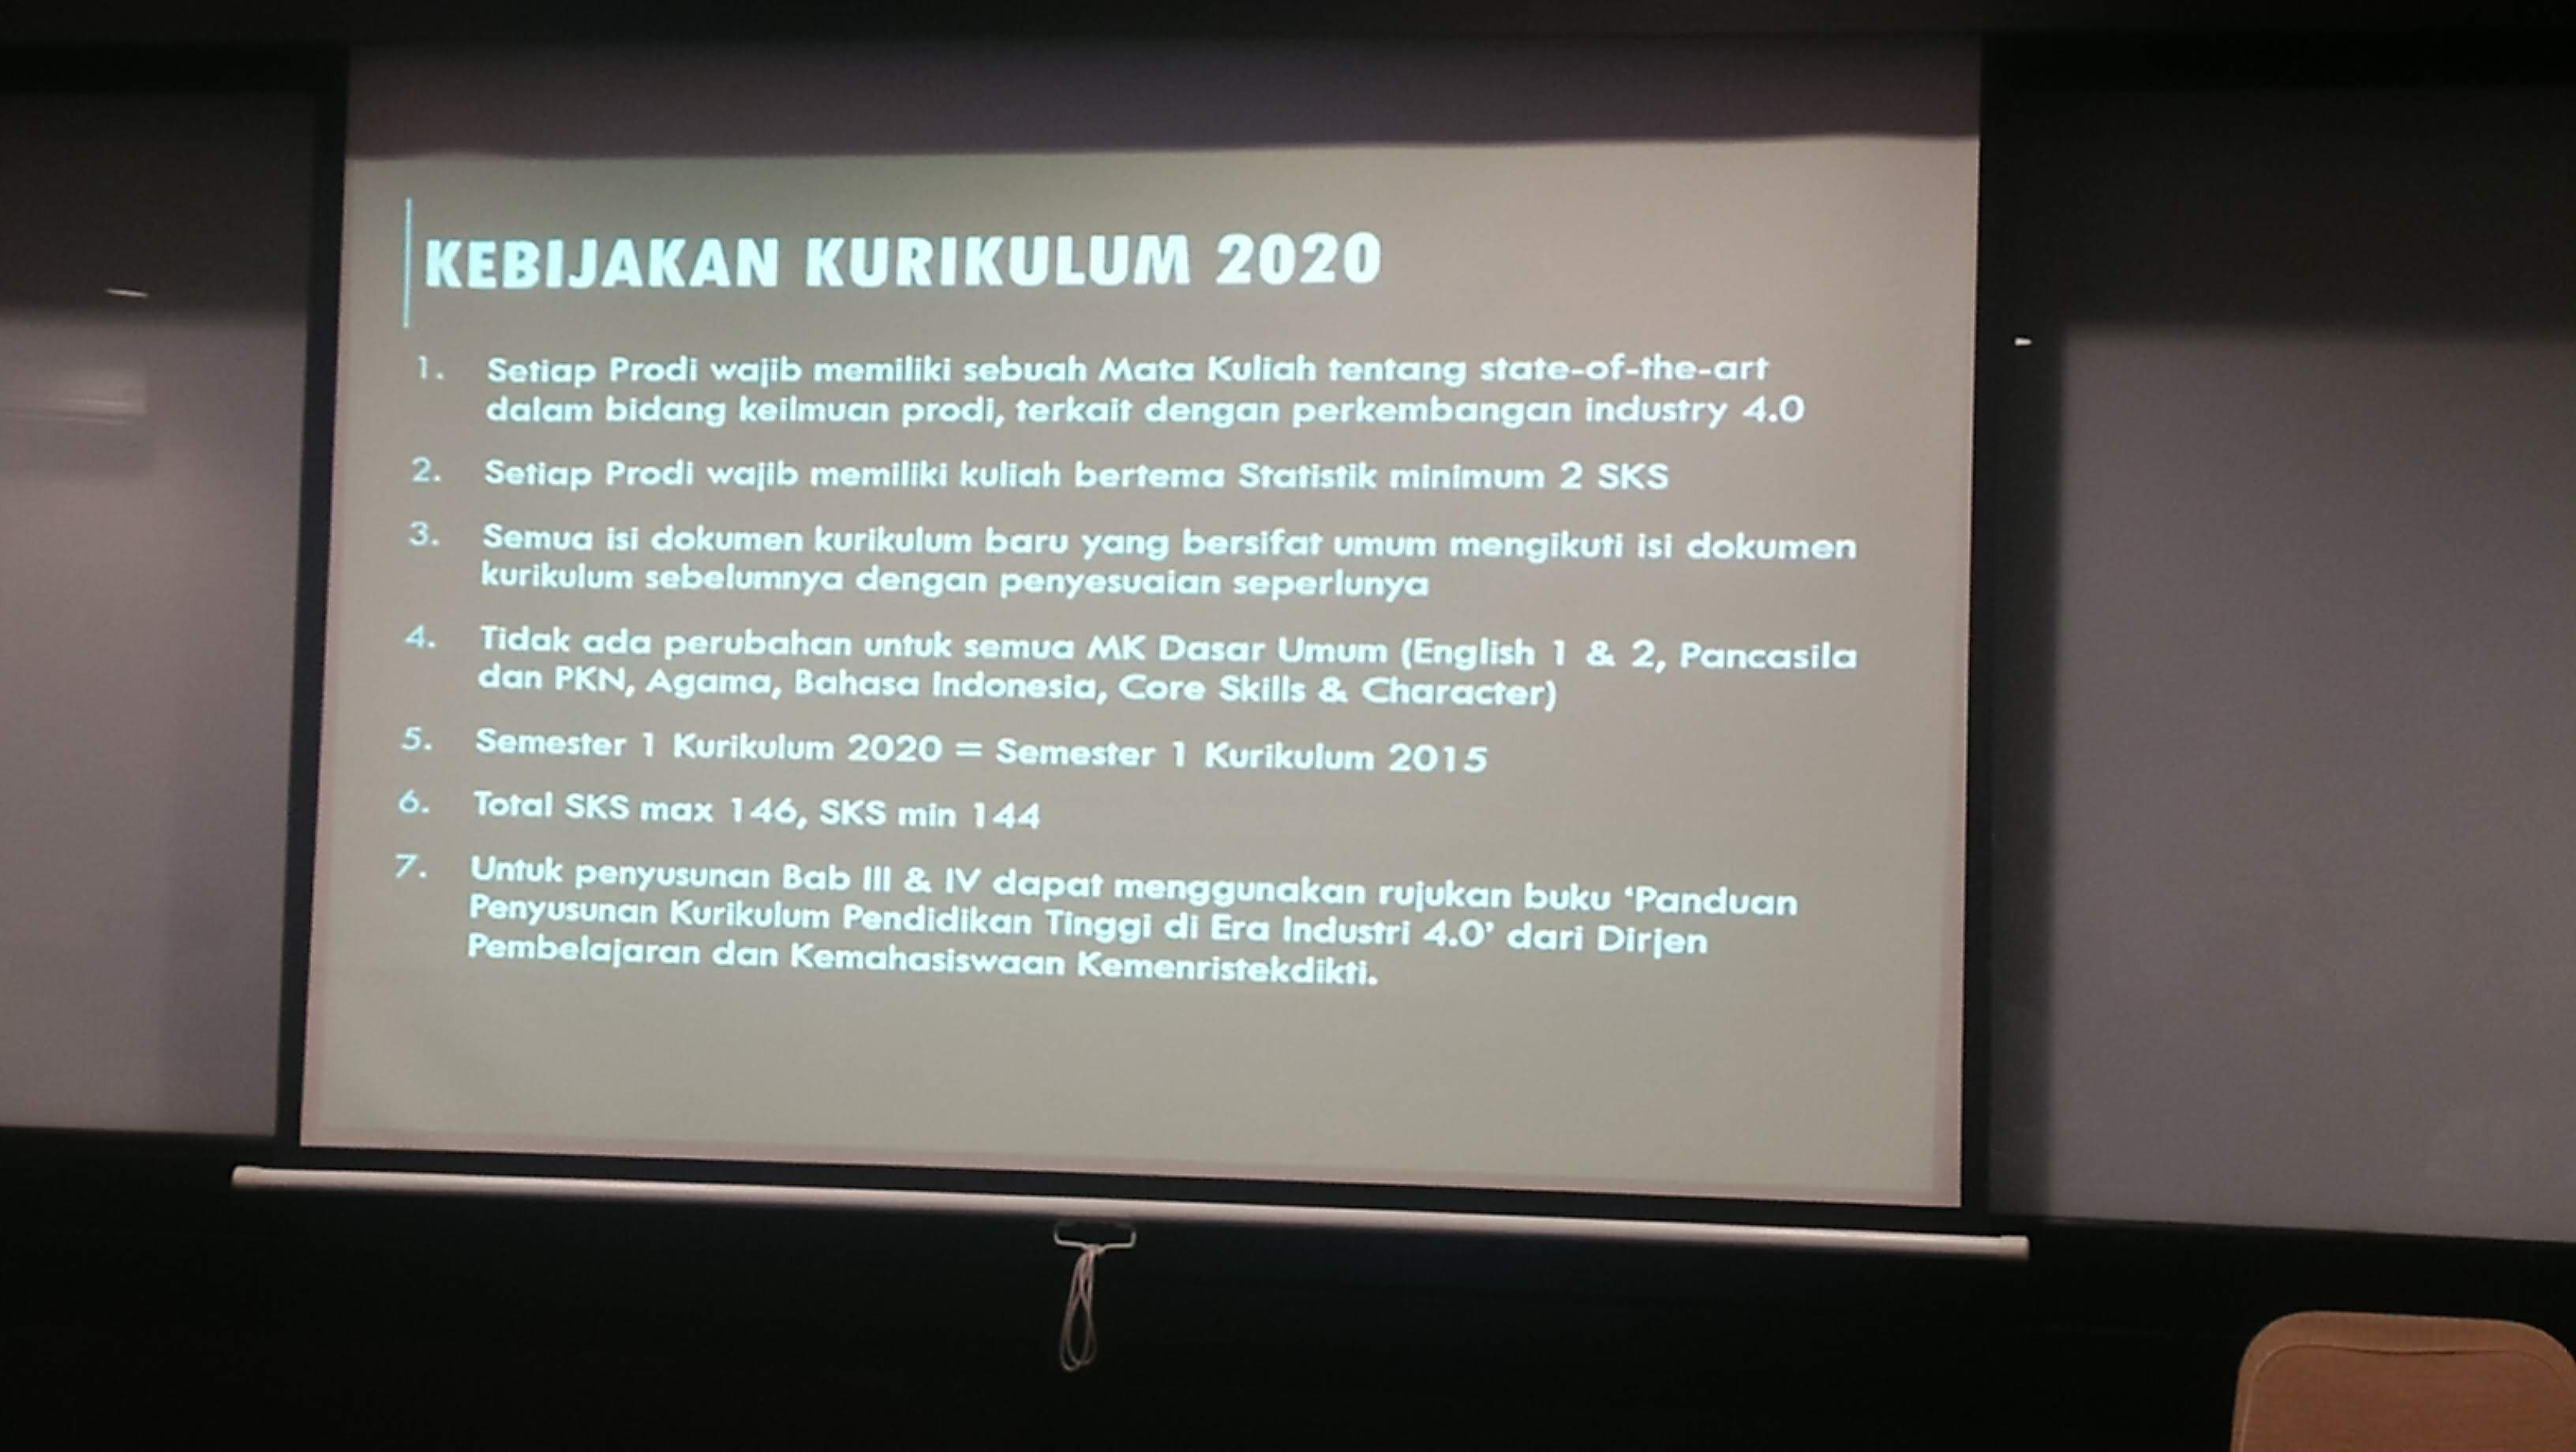 KEBIJAKAN KURIKULUM 2020
1. Setiap Prodi wajib memiliki sebuah Mata Kuliah tentang state-of-the-art
dalam bidang keilmuan prodi, terkait dengan perkembangan industry 4.0
2. Setiap Prodi wajib memiliki kuliah bertema Statistik minimum 2 SKS
3. Semua isi dokumen kurikulum baru yang bersifat umum mengikuti isi dokumen
kurikulum sebelumnya dengan penyesuaian seperlunya
4. Tidak ada perubahan untuk semua MK Dasar Umum (English 1 & 2, Pancasila
dan PKN, Agama, Bahasa Indonesia, Core Skills & Character)
5. Semester 1 Kurikulum 2020 = Semester 1 Kurikulum 2015
6. Total SKS max 146, SKS min 144
7. Untuk penyusunan Bab III & IV dapat menggunakan rujukan buku ‘Panduan
Penyusunan Kurikulum Pendidikan Tinggi di Era Industri 4.0’ dari Dirjen
Pembelajaran dan Kemahasiswaan Kemenristekdikti.